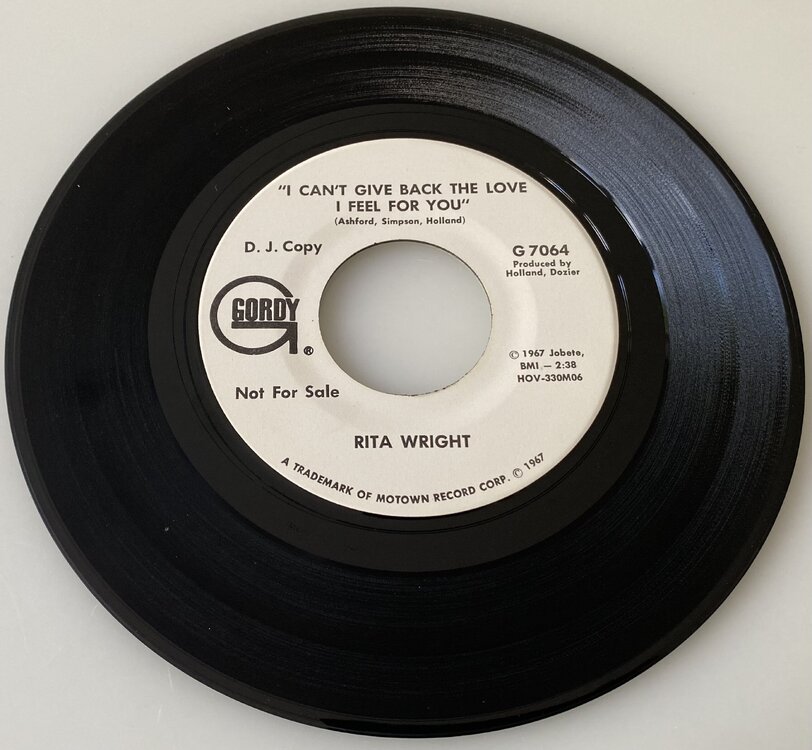 "I CAN'T GIVE BACK THE LOVE
I FEEL FOR YOU"
(Ashford, Simpson, Holland)
D. J. Copy
G 7064
Produced by
Holland, Dozier
GORDY
®
© 1967 Jobete,
BMI — 2:38
HOV-330M06
Not For Sale
RITA WRIGHT
A TRADEMARK OF MOTOWN RECORD CORP. © 1967